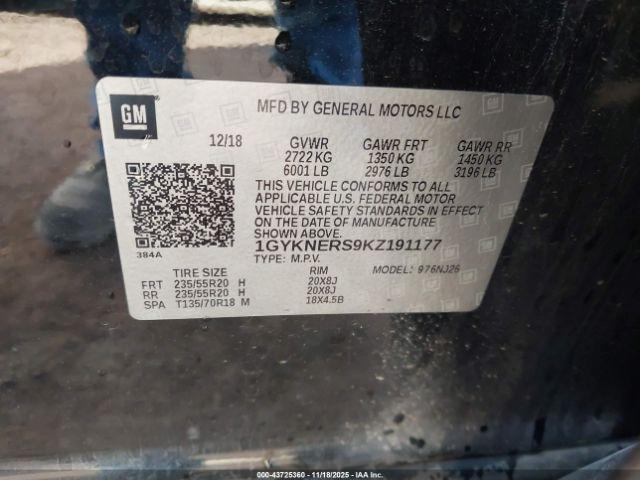 GM
MFD BY GENERAL MOTORS LLC
12/18 GVWR GAWR FRT GAWR RR
2722 KG 1350 KG 1450 KG
6001 LB 2976 LB 3196 LB
THIS VEHICLE CONFORMS TO ALL
APPLICABLE U.S. FEDERAL MOTOR
VEHICLE SAFETY STANDARDS IN EFFECT
ON THE DATE OF MANUFACTURE
SHOWN ABOVE.
384A
1GYKNERS9KZ191177
TYPE: M.P.V. MODEL: 976NJ26
TIRE SIZE RIM
FRT 235/55R20 H 20X8J
RR 235/55R20 H 20X8J
SPA T135/70R18 M 18X4.5B
© IAA 000-43725360 — 11/18/2025 — IAAI.COM